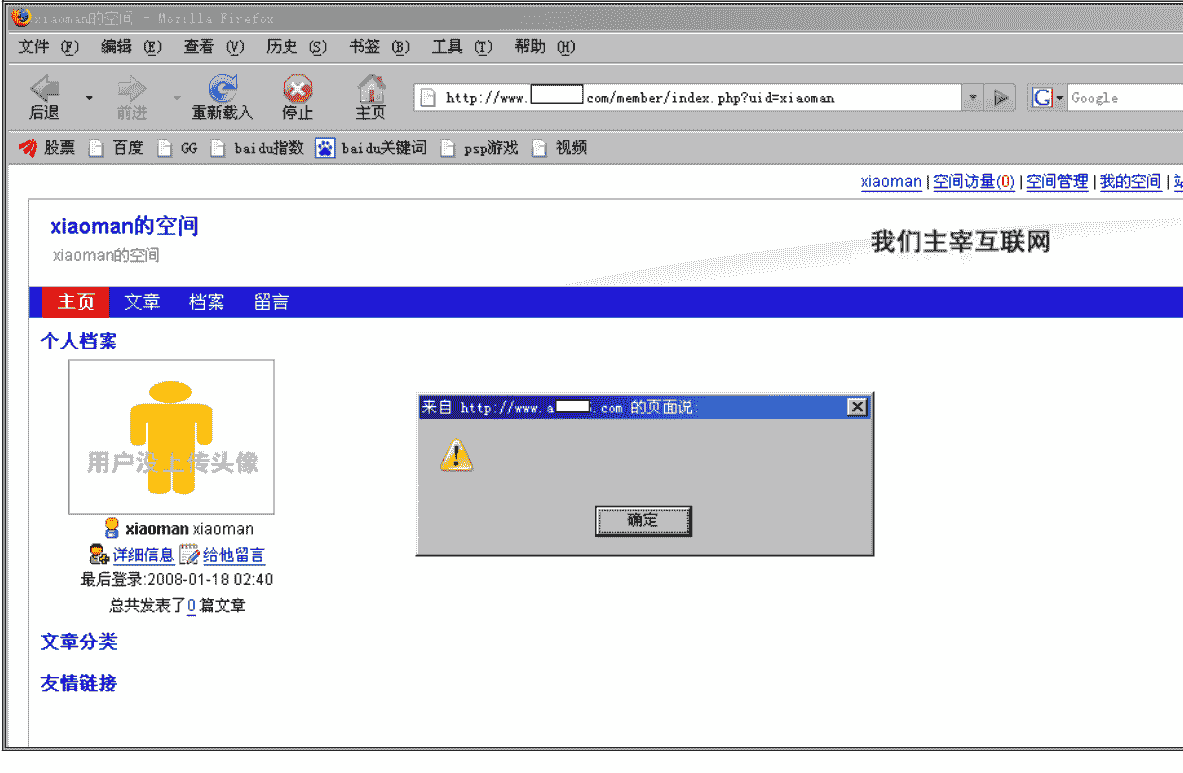 xiaoman的空间 - Mozilla Firefox
文件 (F) 编辑 (E) 查看 (V) 历史 (S) 书签 (B) 工具 (T) 帮助 (H)
后退 前进 重新载入 停止 主页 http://www. com/member/index.php?uid=xiaoman G Google
股票 百度 GG baidu指数 baidu关键词 psp游戏 视频
xiaoman | 空间访量(0) | 空间管理 | 我的空间 |
xiaoman的空间
xiaoman的空间
我们主宰互联网
主页 文章 档案 留言
个人档案
用户没上传头像
xiaoman xiaoman
详细信息 给他留言
最后登录:2008-01-18 02:40
总共发表了0 篇文章
文章分类
友情链接
来自 http://www.a .com 的页面说:
确定